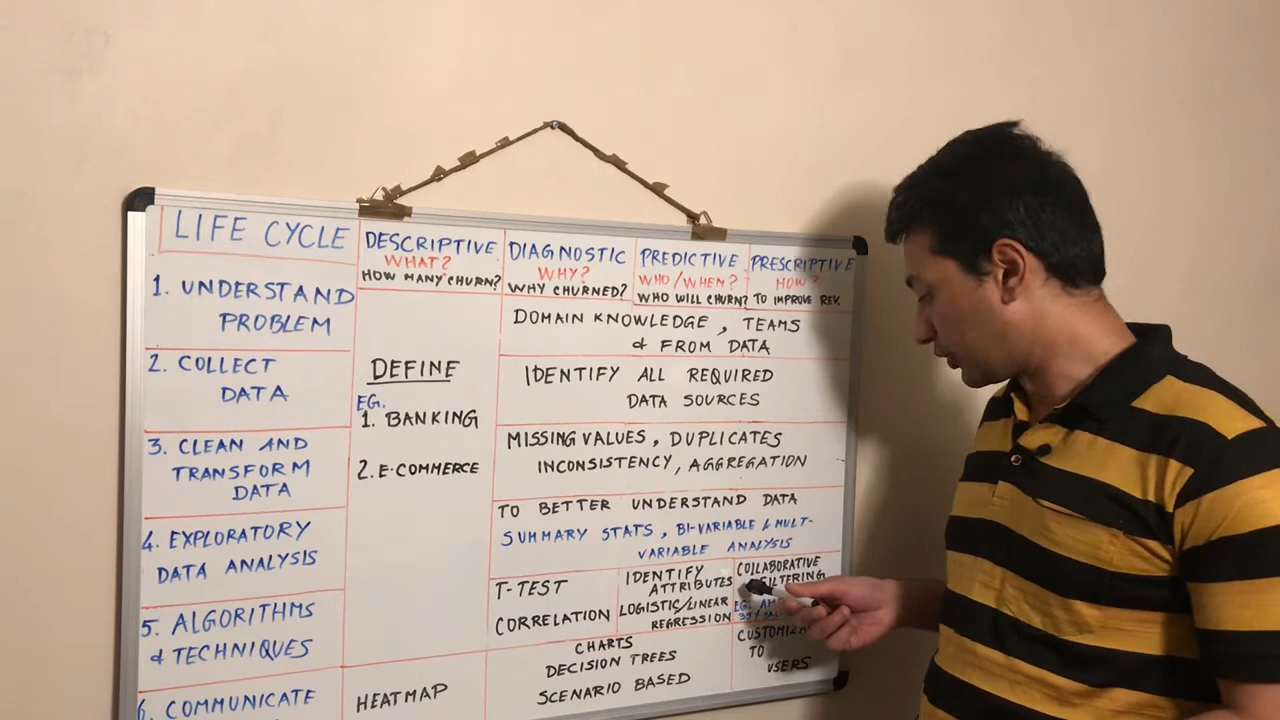 LIFE CYCLE
DESCRIPTIVE
WHAT?
HOW MANY CHURN?
DIAGNOSTIC
WHY?
WHY CHURNED?
PREDICTIVE
WHO/WHEN?
WHO WILL CHURN?
PRESCRIPTIVE
HOW?
TO IMPROVE REV.
1. UNDERSTAND
PROBLEM
DOMAIN KNOWLEDGE, TEAMS
& FROM DATA
2. COLLECT
DATA
DEFINE
EG.
1. BANKING
2. E-COMMERCE
IDENTIFY ALL REQUIRED
DATA SOURCES
3. CLEAN AND
TRANSFORM
DATA
MISSING VALUES, DUPLICATES
INCONSISTENCY, AGGREGATION
4. EXPLORATORY
DATA ANALYSIS
TO BETTER UNDERSTAND DATA
SUMMARY STATS, BI-VARIABLE & MULT-
VARIABLE ANALYSIS
5. ALGORITHMS
& TECHNIQUES
T-TEST
CORRELATION
IDENTIFY
ATTRIBUTES
LOGISTIC/LINEAR
REGRESSION
COLLABORATIVE
FILTERING
EG.
6. COMMUNICATE
HEATMAP
CHARTS
DECISION TREES
SCENARIO BASED
TO
USERS